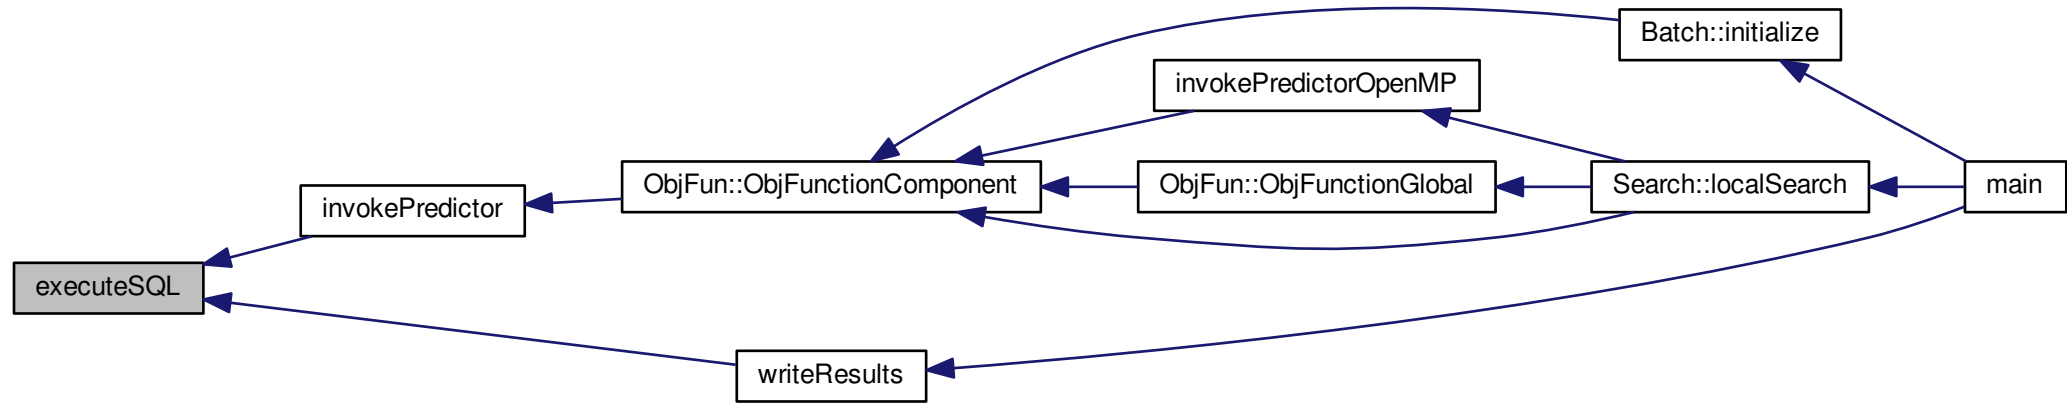 Batch::initialize
invokePredictorOpenMP
ObjFun::ObjFunctionComponent
ObjFun::ObjFunctionGlobal
Search::localSearch
main
invokePredictor
executeSQL
writeResults